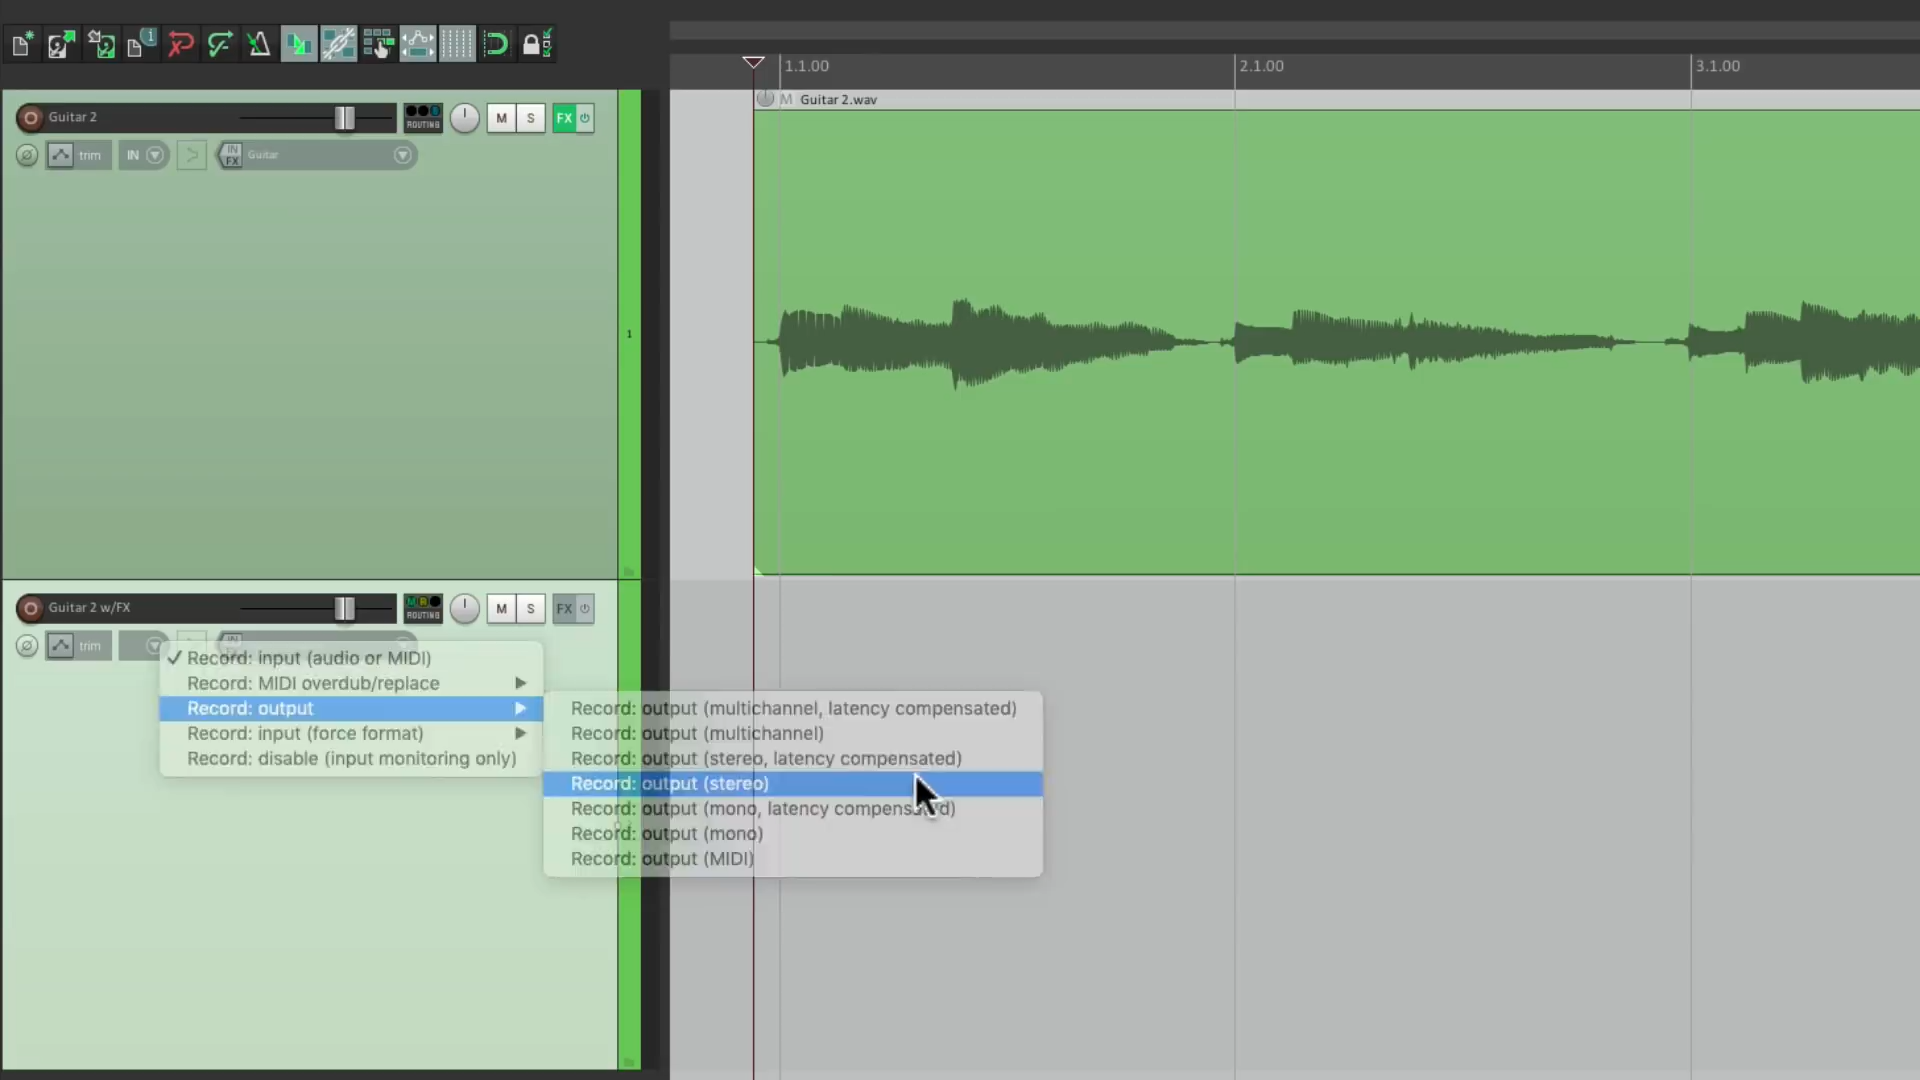 1.1.00
2.1.00
3.1.00
M Guitar 2.wav
Guitar 2
ROUTING
M
S
FX
trim
IN
IN FX
Guitar
1
Guitar 2 w/FX
ROUTING
M
S
FX
trim
✓ Record: input (audio or MIDI)
Record: MIDI overdub/replace
Record: output
Record: input (force format)
Record: disable (input monitoring only)
Record: output (multichannel, latency compensated)
Record: output (multichannel)
Record: output (stereo, latency compensated)
Record: output (stereo)
Record: output (mono, latency compensated)
Record: output (mono)
Record: output (MIDI)